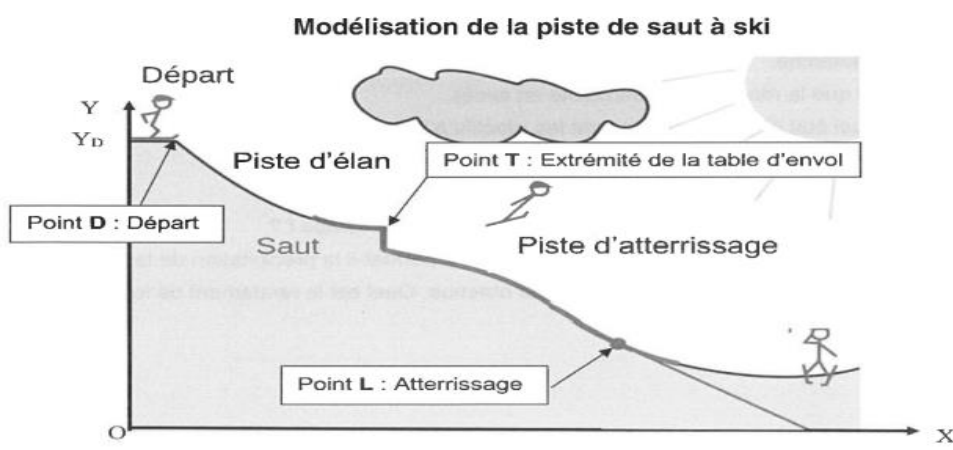 Modélisation de la piste de saut à ski
Départ
Y
Y_D
Piste d'élan
Point T : Extrémité de la table d'envol
Point D : Départ
Saut
Piste d'atterrissage
Point L : Atterrissage
O
X